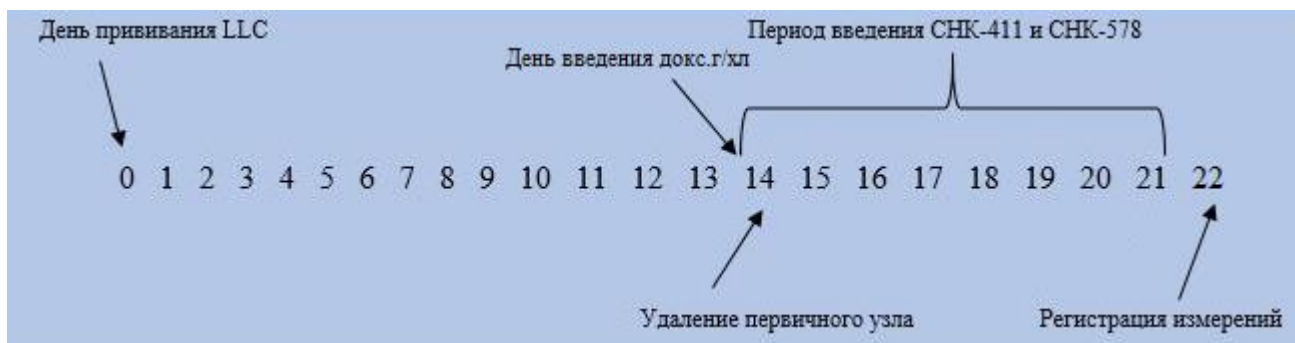 День прививания LLC
Период введения СНК-411 и СНК-578
День введения докс.г/хл
0 1 2 3 4 5 6 7 8 9 10 11 12 13 14 15 16 17 18 19 20 21 22
Удаление первичного узла
Регистрация измерений